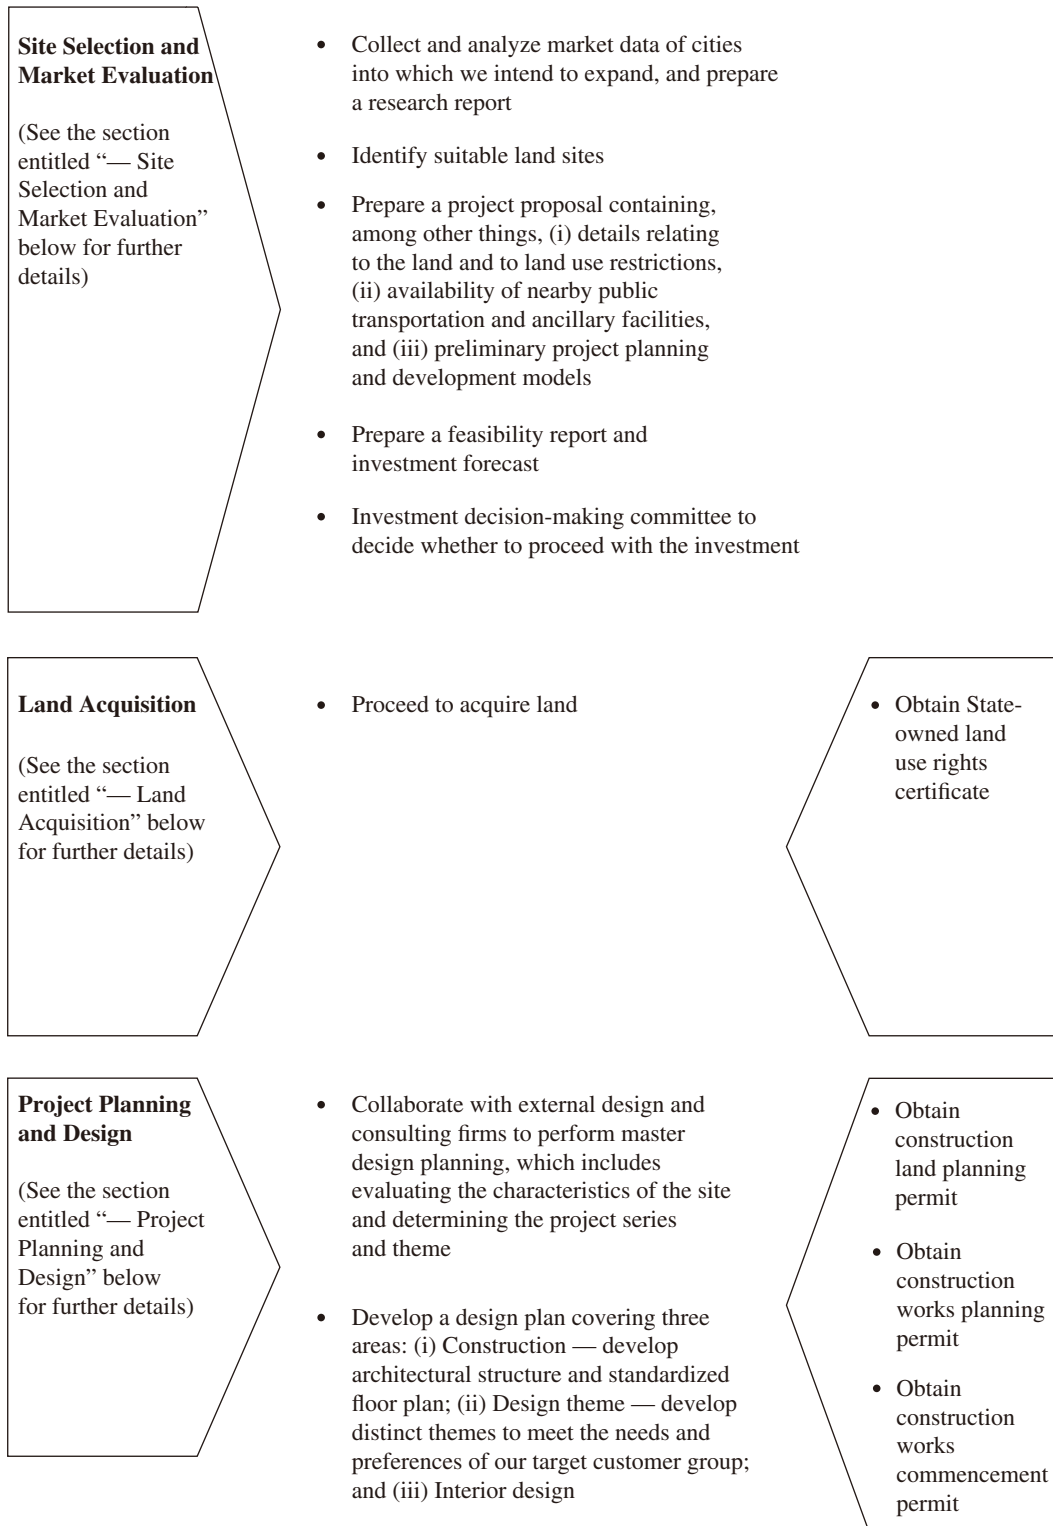 Site Selection and
Market Evaluation
(See the section
entitled “— Site
Selection and
Market Evaluation”
below for further
details)
• Collect and analyze market data of cities
into which we intend to expand, and prepare
a research report
• Identify suitable land sites
• Prepare a project proposal containing,
among other things, (i) details relating
to the land and to land use restrictions,
(ii) availability of nearby public
transportation and ancillary facilities,
and (iii) preliminary project planning
and development models
• Prepare a feasibility report and
investment forecast
• Investment decision-making committee to
decide whether to proceed with the investment
Land Acquisition
(See the section
entitled “— Land
Acquisition” below
for further details)
• Proceed to acquire land
• Obtain State-
owned land
use rights
certificate
Project Planning
and Design
(See the section
entitled “— Project
Planning and
Design” below
for further details)
• Collaborate with external design and
consulting firms to perform master
design planning, which includes
evaluating the characteristics of the site
and determining the project series
and theme
• Develop a design plan covering three
areas: (i) Construction — develop
architectural structure and standardized
floor plan; (ii) Design theme — develop
distinct themes to meet the needs and
preferences of our target customer group;
and (iii) Interior design
• Obtain
construction
land planning
permit
• Obtain
construction
works planning
permit
• Obtain
construction
works
commencement
permit